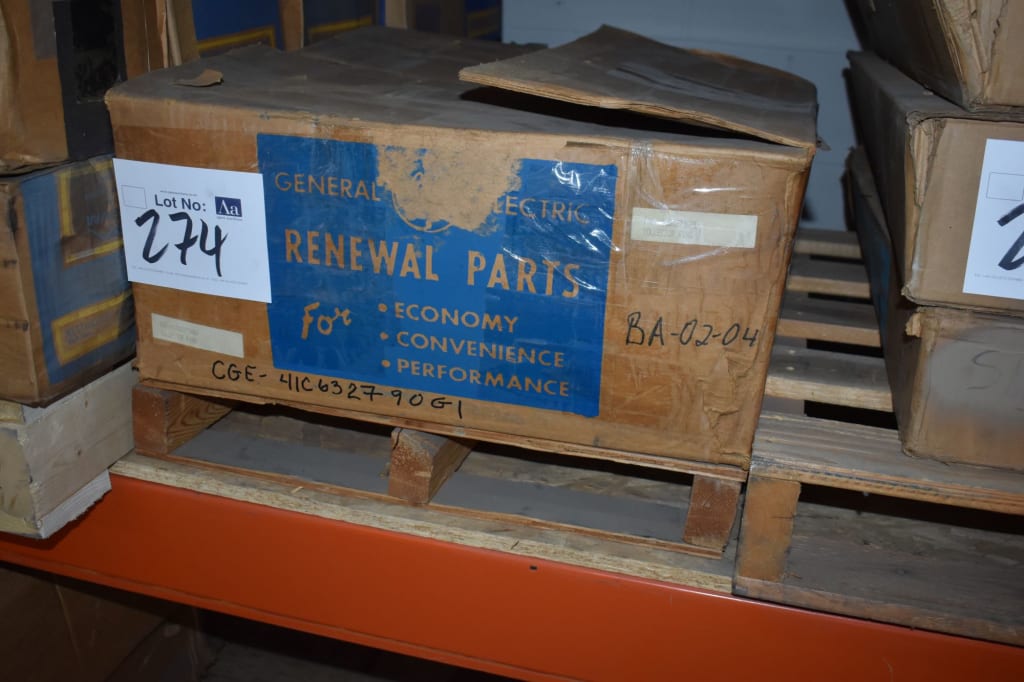 Lot No: Aa
274
GENERAL ELECTRIC
RENEWAL PARTS
For
• ECONOMY
• CONVENIENCE
• PERFORMANCE
BA-02-04
CGE- 41C632790G1